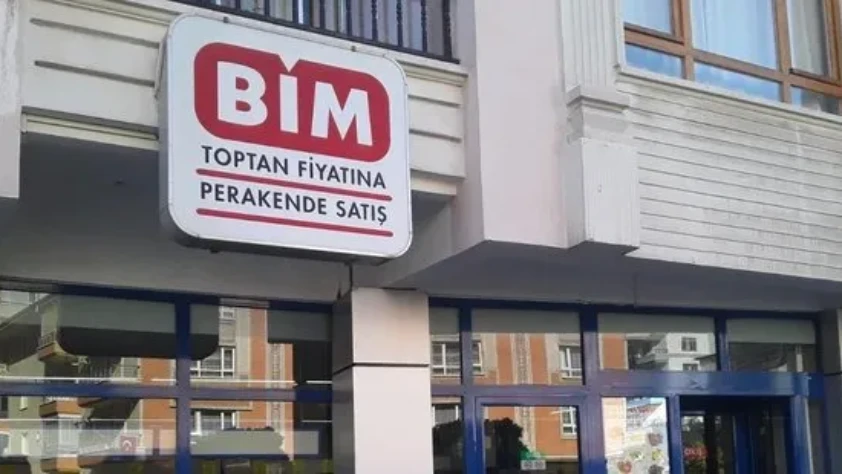 BİM
TOPTAN FİYATINA
PERAKENDE SATIŞ